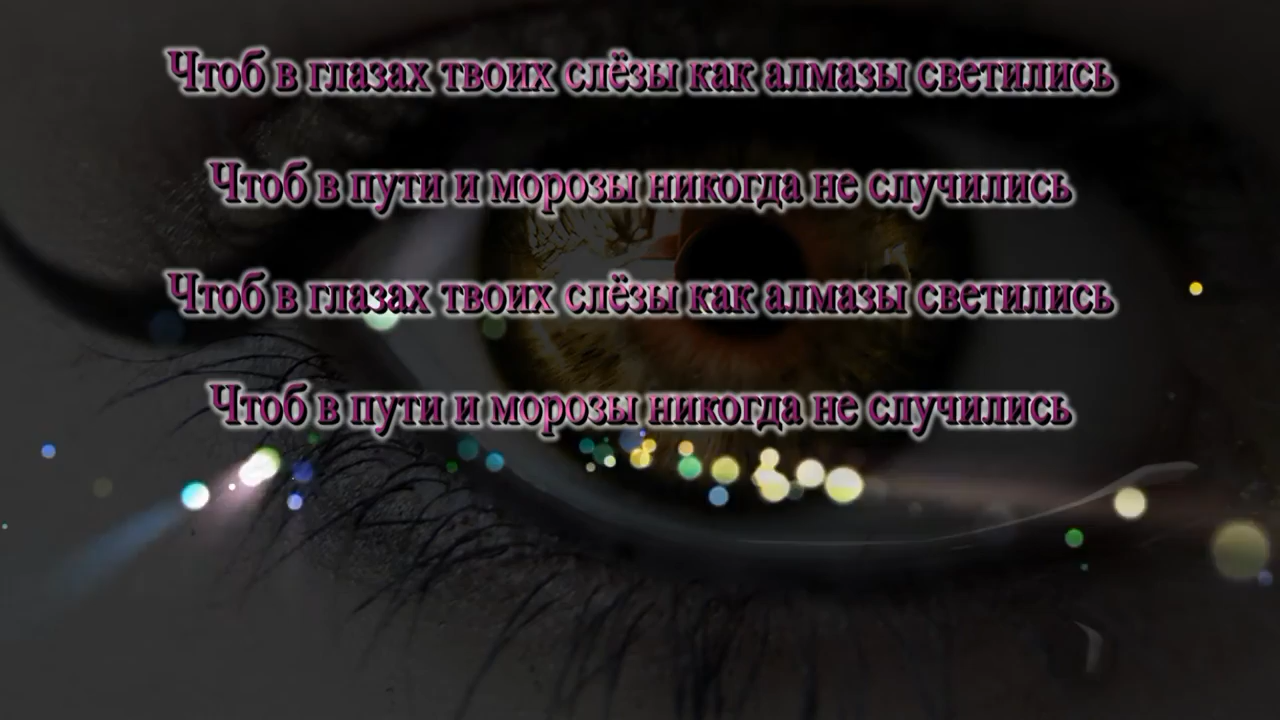 Чтоб в глазах твоих слёзы как алмазы светились
Чтоб в пути и морозы никогда не случились
Чтоб в глазах твоих слёзы как алмазы светились
Чтоб в пути и морозы никогда не случились